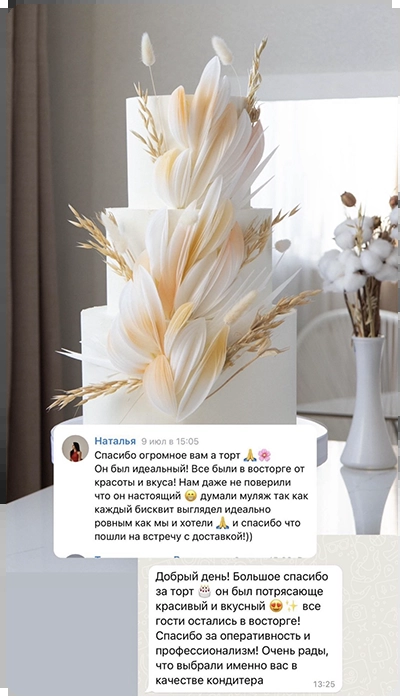 Наталья 9 июл в 15:05
Спасибо огромное вам а торт 🙏🌸
Он был идеальный! Все были в восторге от
красоты и вкуса! Нам даже не поверили
что он настоящий 😄 думали муляж так как
каждый бисквит выглядел идеально
ровным как мы и хотели 🙏 и спасибо что
пошли на встречу с доставкой!))
Добрый день! Большое спасибо
за торт 🎂 он был потрясающе
красивый и вкусный 😍✨ все
гости остались в восторге!
Спасибо за оперативность и
профессионализм! Очень рады,
что выбрали именно вас в
качестве кондитера
13:25